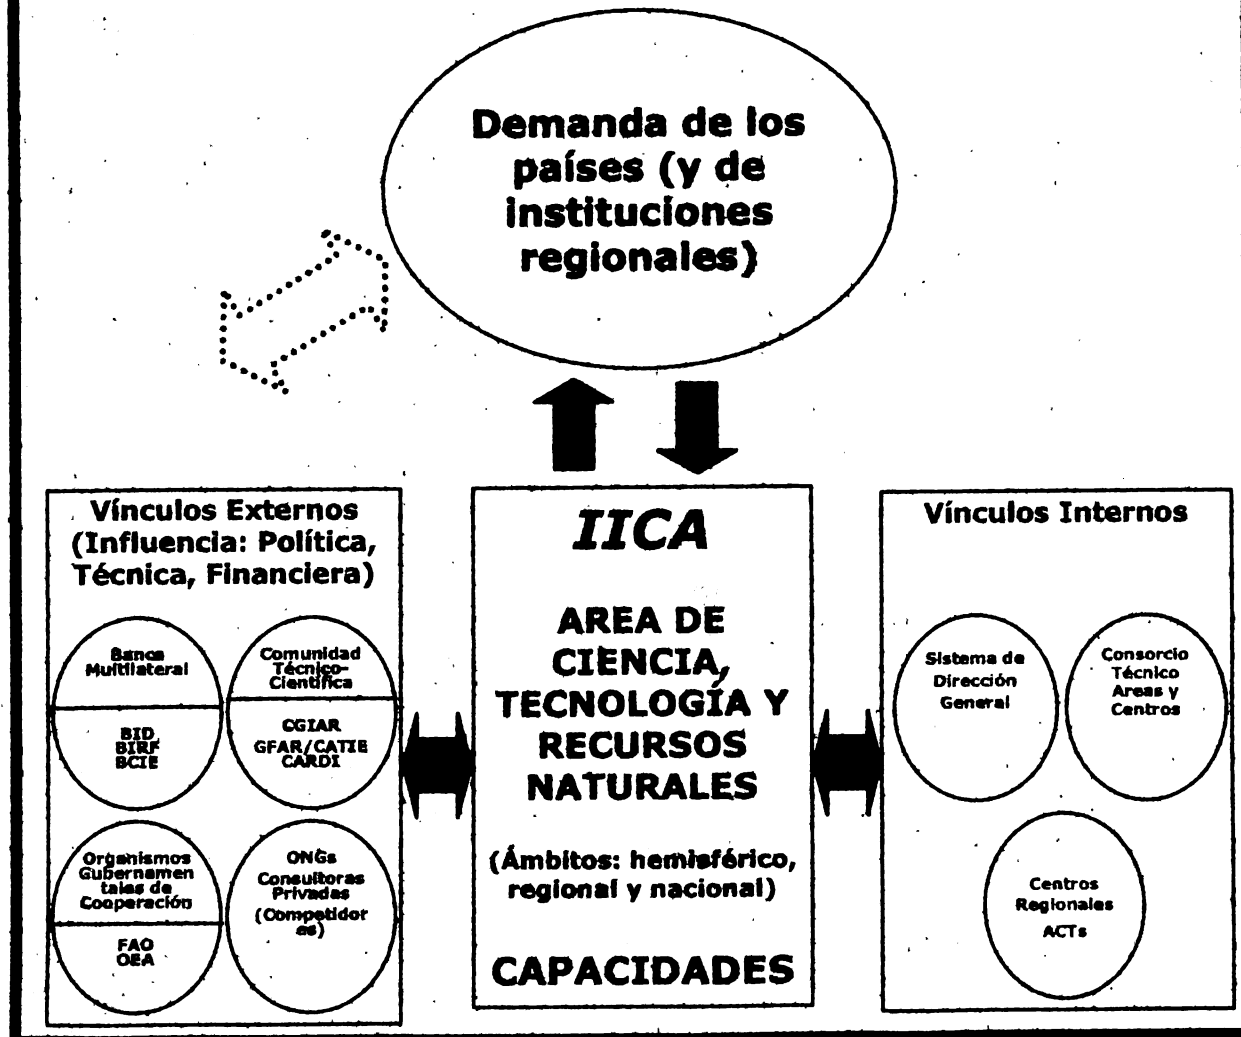 Demanda de los
países (y de
instituciones
regionales)
Vínculos Externos
(Influencia: Política,
Técnica, Financiera)
Banca
Multilateral
BID
BIRF
BCIE
Comunidad
Técnico-
Científica
CGIAR
GFAR/CATIE
CARDI
Organismos
Gubernamen
tales de
Cooperación
FAO
OEA
ONGs
Consultoras
Privadas
(Competidor
es)
IICA
AREA DE
CIENCIA,
TECNOLOGÍA Y
RECURSOS
NATURALES
(Ámbitos: hemisférico,
regional y nacional)
CAPACIDADES
Vínculos Internos
Sistema de
Dirección
General
Consorcio
Técnico
Areas y
Centros
Centros
Regionales
ACTs